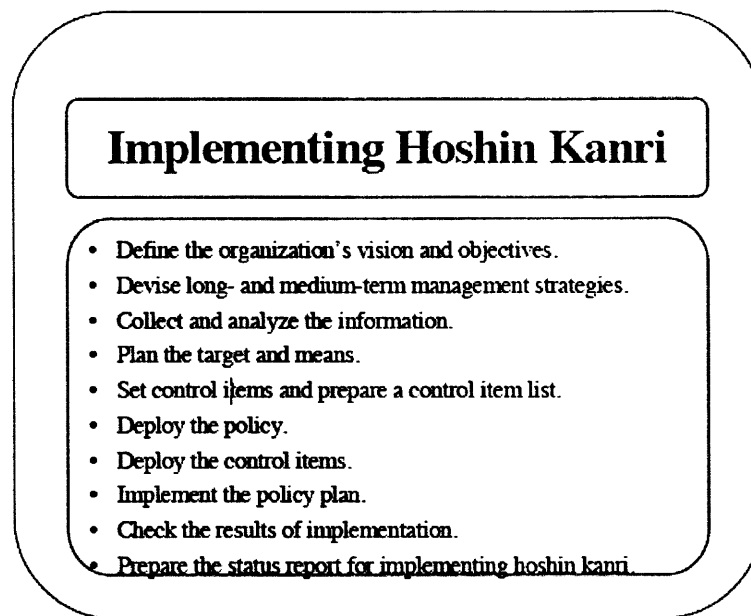 Implementing Hoshin Kanri
• Define the organization's vision and objectives.
• Devise long- and medium-term management strategies.
• Collect and analyze the information.
• Plan the target and means.
• Set control items and prepare a control item list.
• Deploy the policy.
• Deploy the control items.
• Implement the policy plan.
• Check the results of implementation.
• Prepare the status report for implementing hoshin kanri.